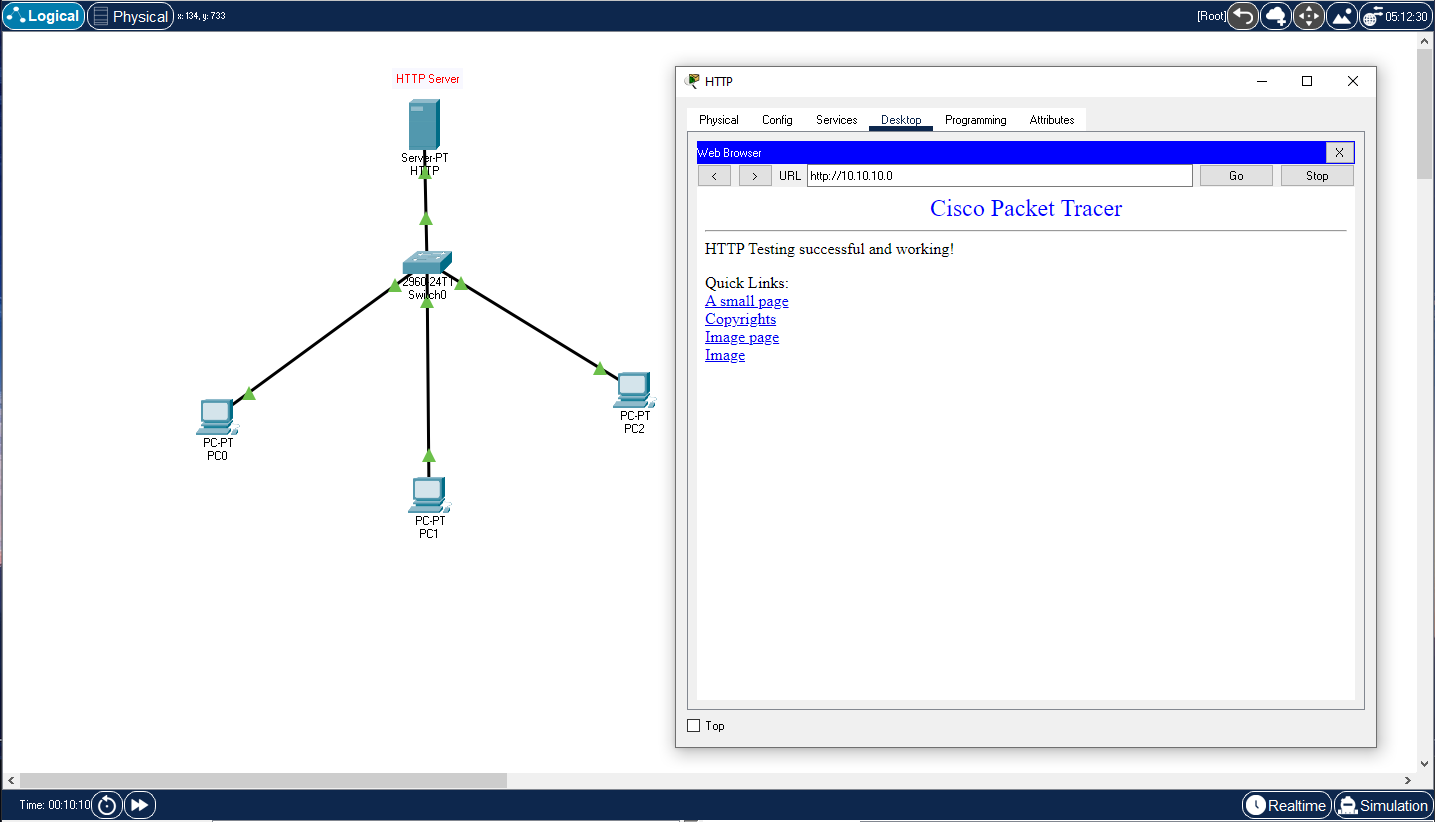 Logical
Physical
x: 134, y: 733
[Root]
05:12:30
HTTP Server
Server-PT
HTTP
2960-24TT
Switch0
PC-PT
PC0
PC-PT
PC1
PC-PT
PC2
HTTP
Physical Config Services Desktop Programming Attributes
Web Browser
X
< > URL http://10.10.10.0 Go Stop
Cisco Packet Tracer
HTTP Testing successful and working!
Quick Links:
A small page
Copyrights
Image page
Image
Top
Time: 00:10:10
Realtime
Simulation